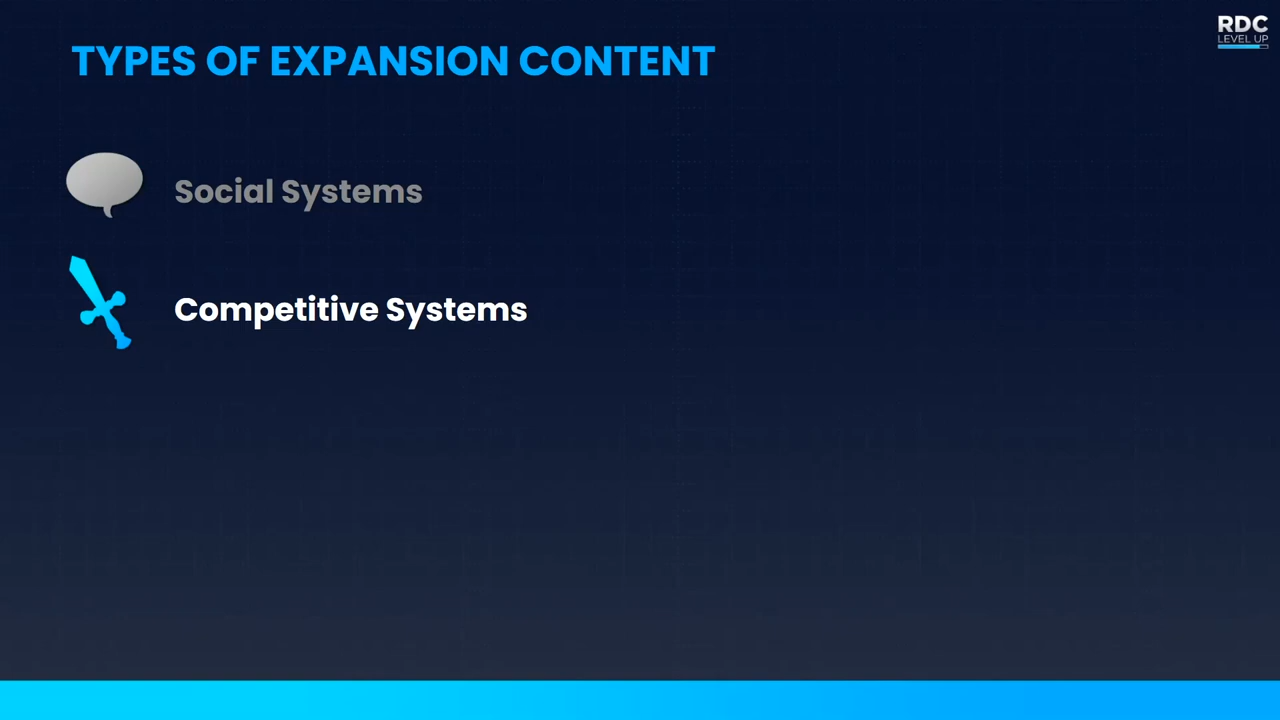 RDC
LEVEL UP
TYPES OF EXPANSION CONTENT
Social Systems
Competitive Systems